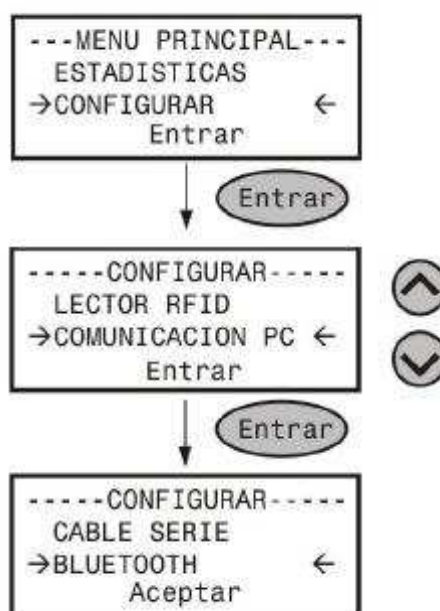 ---MENU PRINCIPAL---
ESTADISTICAS
→CONFIGURAR ←
Entrar
Entrar
-----CONFIGURAR-----
LECTOR RFID
→COMUNICACION PC ←
Entrar
Entrar
-----CONFIGURAR-----
CABLE SERIE
→BLUETOOTH ←
Aceptar